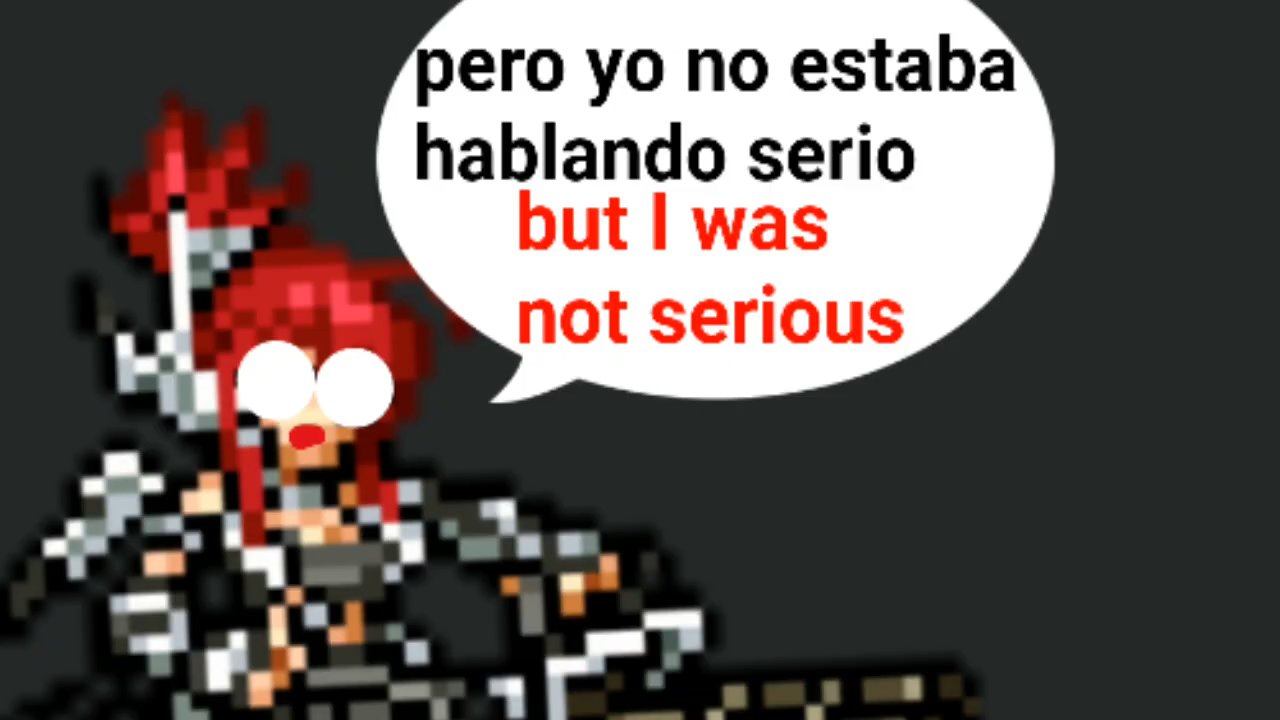 pero yo no estaba
hablando serio
but I was
not serious